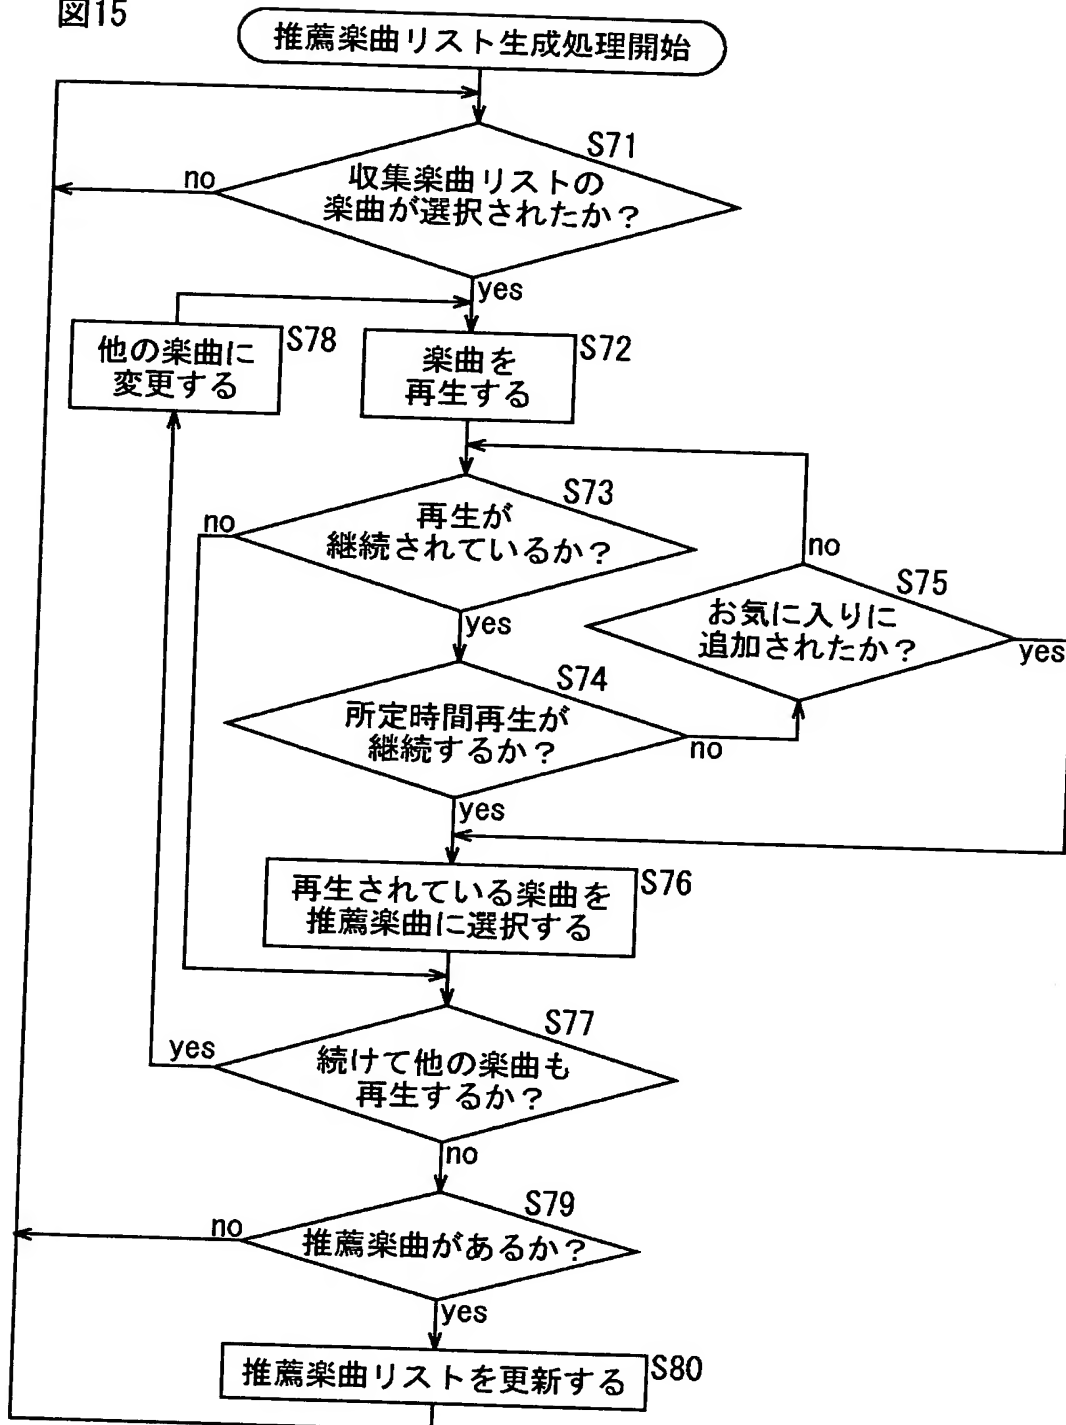 図15
推薦楽曲リスト生成処理開始
S71
収集楽曲リストの
楽曲が選択されたか?
no
yes
S78
他の楽曲に
変更する
S72
楽曲を
再生する
S73
再生が
継続されているか?
no
yes
no
S75
お気に入りに
追加されたか?
yes
S74
所定時間再生が
継続するか?
no
yes
S76
再生されている楽曲を
推薦楽曲に選択する
S77
続けて他の楽曲も
再生するか?
yes
no
S79
推薦楽曲があるか?
no
yes
S80
推薦楽曲リストを更新する